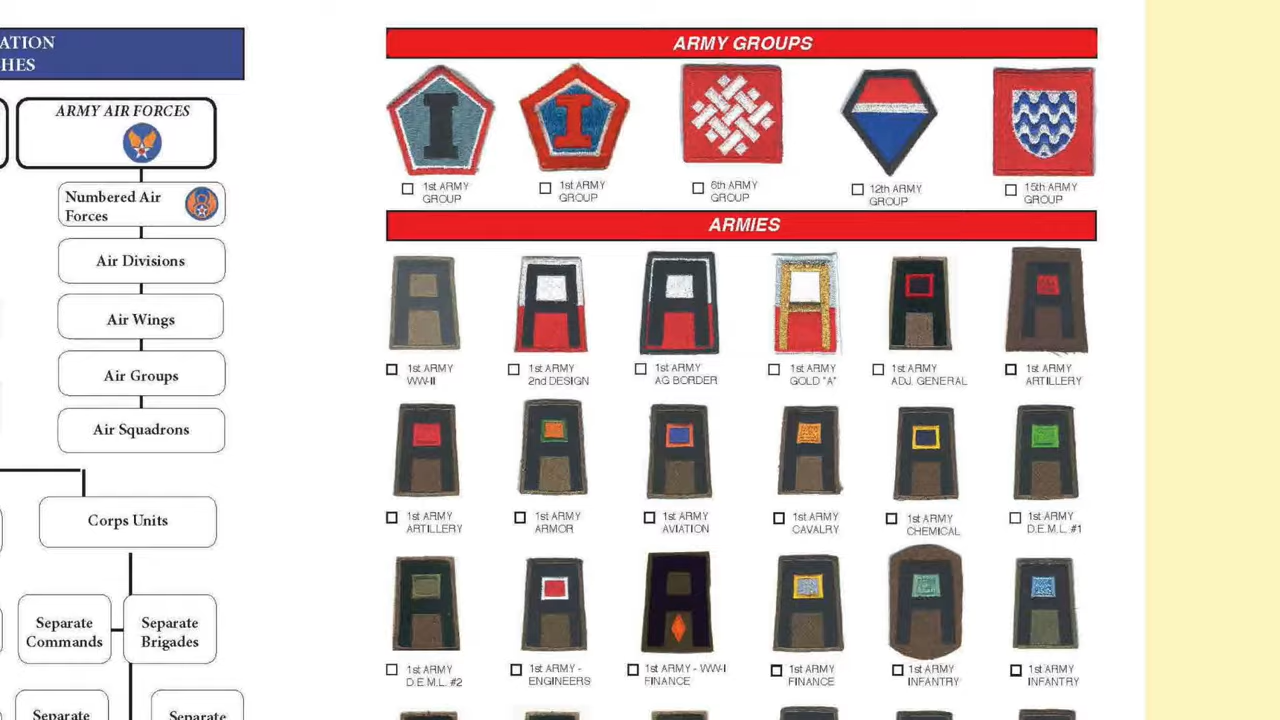 ATION
HES
ARMY AIR FORCES
Numbered Air
Forces
Air Divisions
Air Wings
Air Groups
Air Squadrons
Corps Units
Separate
Commands
Separate
Brigades
Separate
Separate
ARMY GROUPS
1st ARMY
GROUP
1st ARMY
GROUP
6th ARMY
GROUP
12th ARMY
GROUP
15th ARMY
GROUP
ARMIES
1st ARMY
WW-II
1st ARMY
2nd DESIGN
1st ARMY
AG BORDER
1st ARMY
GOLD "A"
1st ARMY
ADJ. GENERAL
1st ARMY
ARTILLERY
1st ARMY
ARTILLERY
1st ARMY
ARMOR
1st ARMY
AVIATION
1st ARMY
CAVALRY
1st ARMY
CHEMICAL
1st ARMY
D.E.M.L. #1
1st ARMY
D.E.M.L. #2
1st ARMY -
ENGINEERS
1st ARMY - WW-I
FINANCE
1st ARMY
FINANCE
1st ARMY
INFANTRY
1st ARMY
INFANTRY